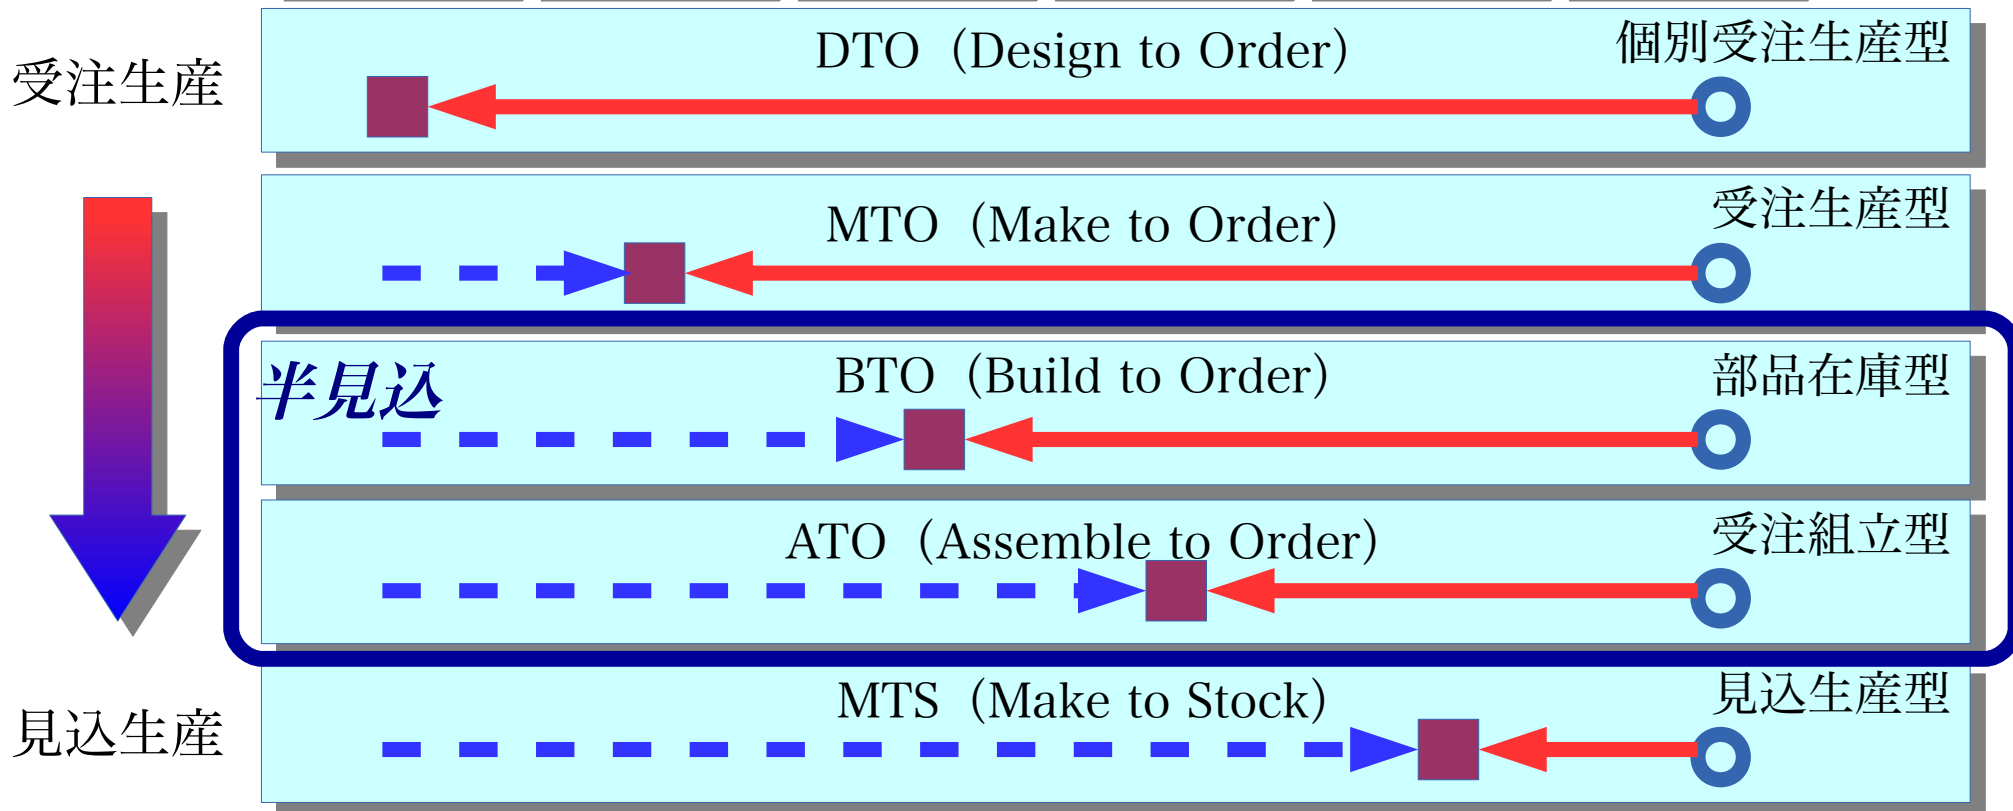 DTO（Design to Order）
個別受注生産型
受注生産
MTO（Make to Order）
受注生産型
半見込
BTO（Build to Order）
部品在庫型
ATO（Assemble to Order）
受注組立型
MTS（Make to Stock）
見込生産型
見込生産